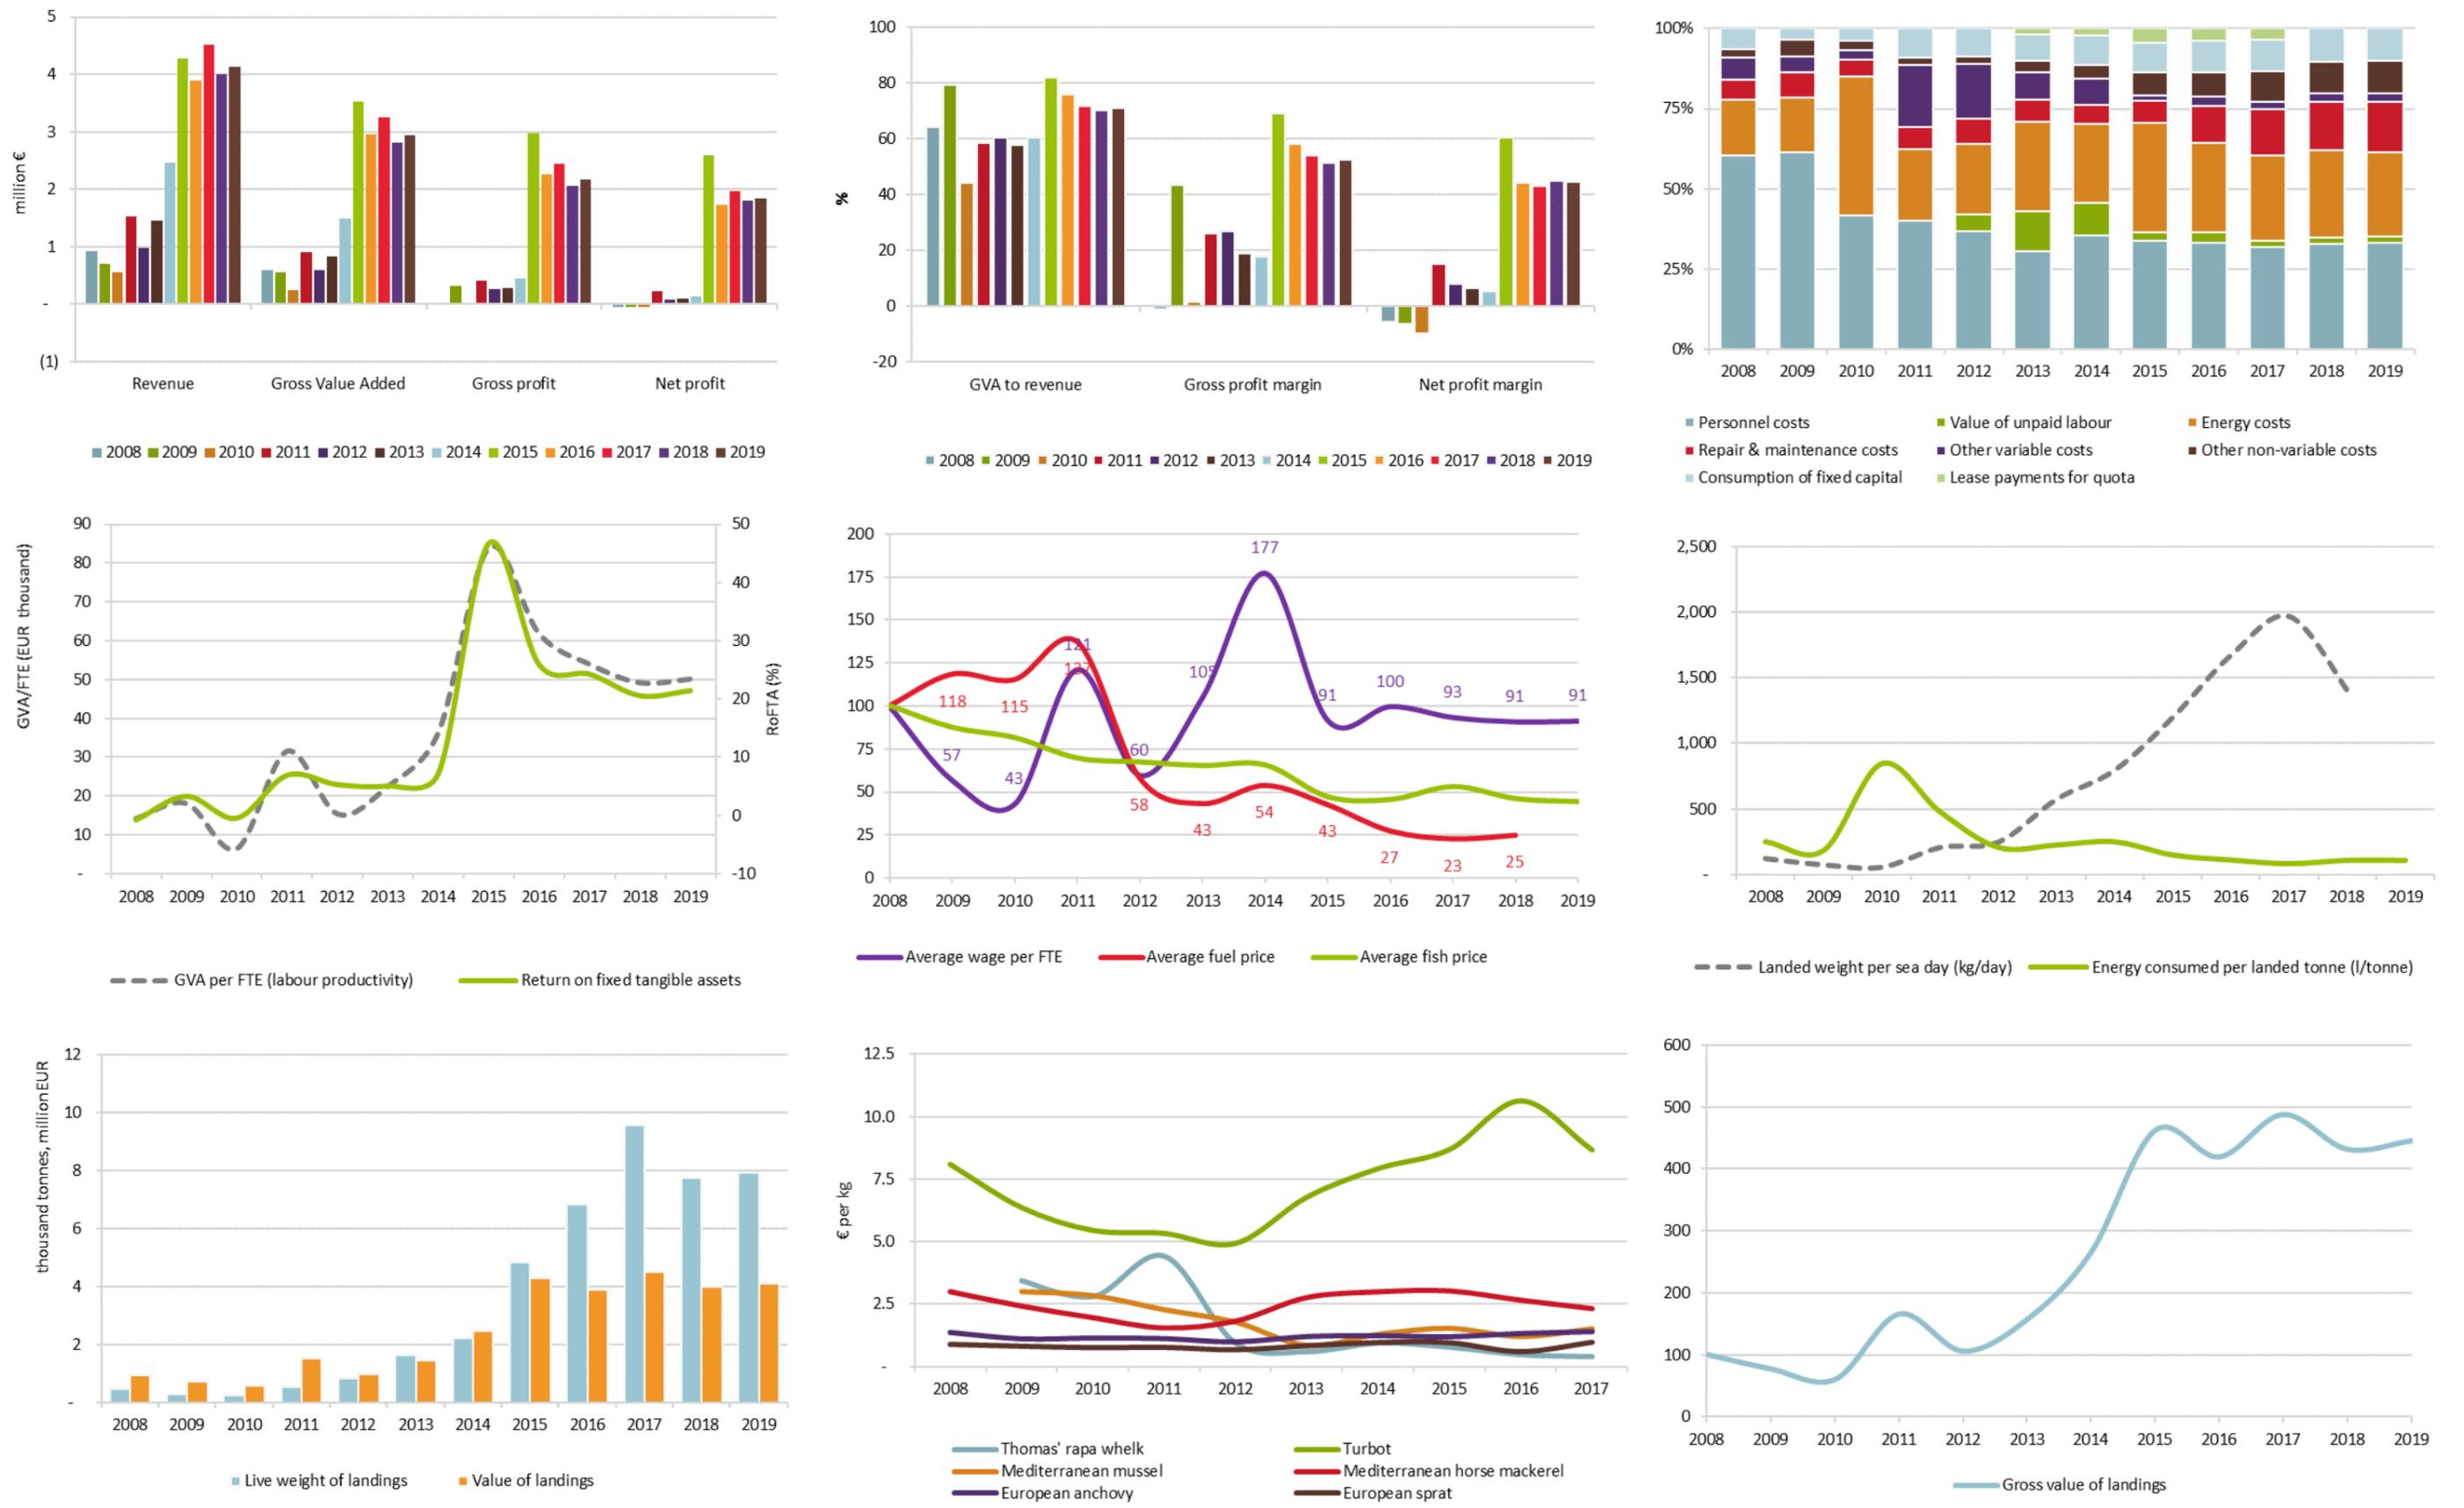 5
4
3
2
1
-
(1)
million €
Revenue Gross Value Added Gross profit Net profit
2008 2009 2010 2011 2012 2013 2014 2015 2016 2017 2018 2019
100
80
60
40
20
0
-20
%
GVA to revenue Gross profit margin Net profit margin
2008 2009 2010 2011 2012 2013 2014 2015 2016 2017 2018 2019
100%
75%
50%
25%
0%
2008 2009 2010 2011 2012 2013 2014 2015 2016 2017 2018 2019
Personnel costs Value of unpaid labour Energy costs
Repair & maintenance costs Other variable costs Other non-variable costs
Consumption of fixed capital Lease payments for quota
90
80
70
60
50
40
30
20
10
-
GVA/FTE (EUR thousand)
50
40
30
20
10
0
-10
RoFTA (%)
2008 2009 2010 2011 2012 2013 2014 2015 2016 2017 2018 2019
GVA per FTE (labour productivity) Return on fixed tangible assets
200
175
150
125
100
75
50
25
0
57 43 121 60 105 177 91 100 93 91 91
118 115 137 58 43 54 43 27 23 25
2008 2009 2010 2011 2012 2013 2014 2015 2016 2017 2018 2019
Average wage per FTE Average fuel price Average fish price
2,500
2,000
1,500
1,000
500
-
2008 2009 2010 2011 2012 2013 2014 2015 2016 2017 2018 2019
Landed weight per sea day (kg/day) Energy consumed per landed tonne (l/tonne)
12
10
8
6
4
2
-
thousand tonnes, million EUR
2008 2009 2010 2011 2012 2013 2014 2015 2016 2017 2018 2019
Live weight of landings Value of landings
12.5
10.0
7.5
5.0
2.5
-
€ per kg
2008 2009 2010 2011 2012 2013 2014 2015 2016 2017
Thomas' rapa whelk Turbot
Mediterranean mussel Mediterranean horse mackerel
European anchovy European sprat
600
500
400
300
200
100
0
2008 2009 2010 2011 2012 2013 2014 2015 2016 2017 2018 2019
Gross value of landings